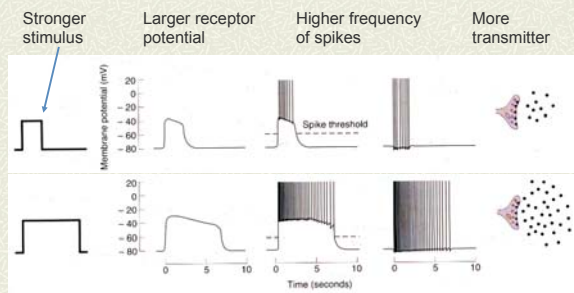 Stronger stimulus
Larger receptor potential
Higher frequency of spikes
More transmitter
Membrane potential (mV)
20
0
– 20
– 40
– 60
– 80
Spike threshold
20
0
– 20
– 40
– 60
– 80
0 5 10
0 5 10
0 5 10
Time (seconds)